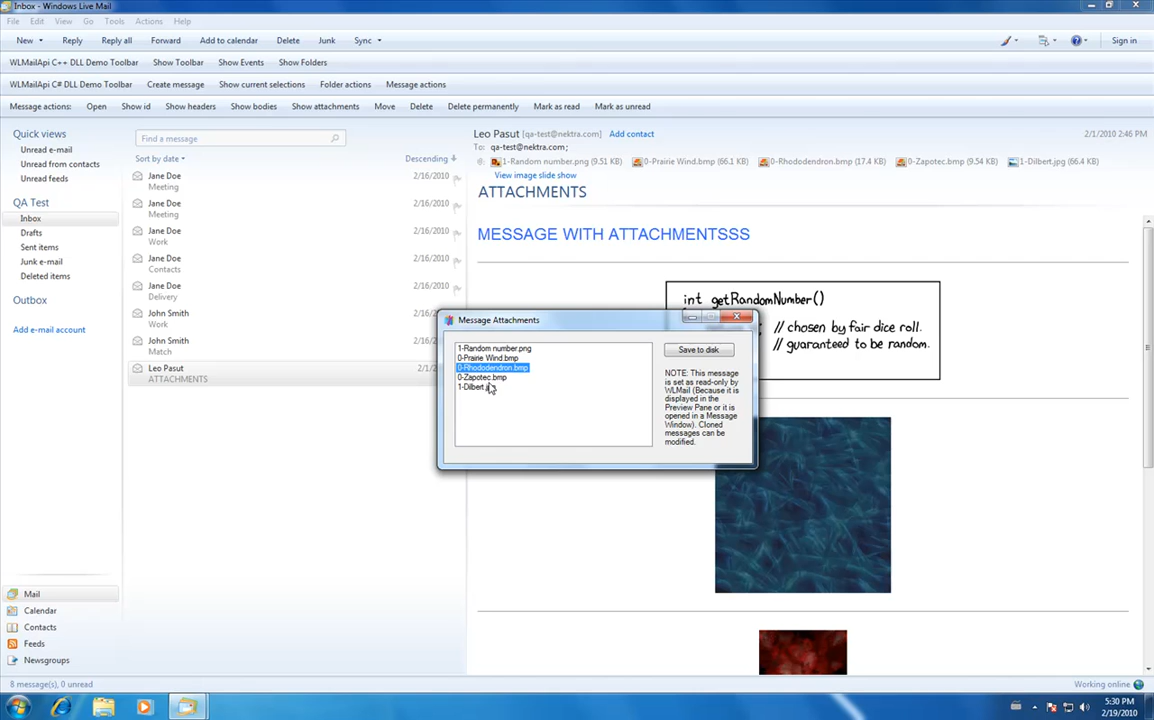 Inbox - Windows Live Mail
File Edit View Go Tools Actions Help
New Reply Reply all Forward Add to calendar Delete Junk Sync Sign in
WLMailApi C++ DLL Demo Toolbar Show Toolbar Show Events Show Folders
WLMailApi C# DLL Demo Toolbar Create message Show current selections Folder actions Message actions
Message actions: Open Show id Show headers Show bodies Show attachments Move Delete Delete permanently Mark as read Mark as unread
Quick views
Unread e-mail
Unread from contacts
Unread feeds
QA Test
Inbox
Drafts
Sent items
Junk e-mail
Deleted items
Outbox
Add e-mail account
Mail
Calendar
Contacts
Feeds
Newsgroups
Find a message
Sort by date Descending
Jane Doe 2/16/2010
Meeting
Jane Doe 2/16/2010
Meeting
Jane Doe 2/16/2010
Work
Jane Doe 2/16/2010
Contacts
Jane Doe 2/16/2010
Delivery
John Smith
Work
John Smith
Match
Leo Pasut 2/1/
ATTACHMENTS
Leo Pasut [qa-test@nektra.com] Add contact 2/1/2010 2:46 PM
To: qa-test@nektra.com;
1-Random number.png (9.51 KB) 0-Prairie Wind.bmp (66.1 KB) 0-Rhododendron.bmp (17.4 KB) 0-Zapotec.bmp (9.54 KB) 1-Dilbert.jpg (66.4 KB)
View image slide show
ATTACHMENTS
MESSAGE WITH ATTACHMENTSSS
int getRandomNumber()
// chosen by fair dice roll.
// guaranteed to be random.
Message Attachments
1-Random number.png
0-Prairie Wind.bmp
0-Rhododendron.bmp
0-Zapotec.bmp
1-Dilbert.jpg
Save to disk
NOTE: This message
is set as read-only by
WLMail (Because it is
displayed in the
Preview Pane or it is
opened in a Message
Window). Cloned
messages can be
modified.
8 message(s), 0 unread Working online
5:30 PM
2/19/2010